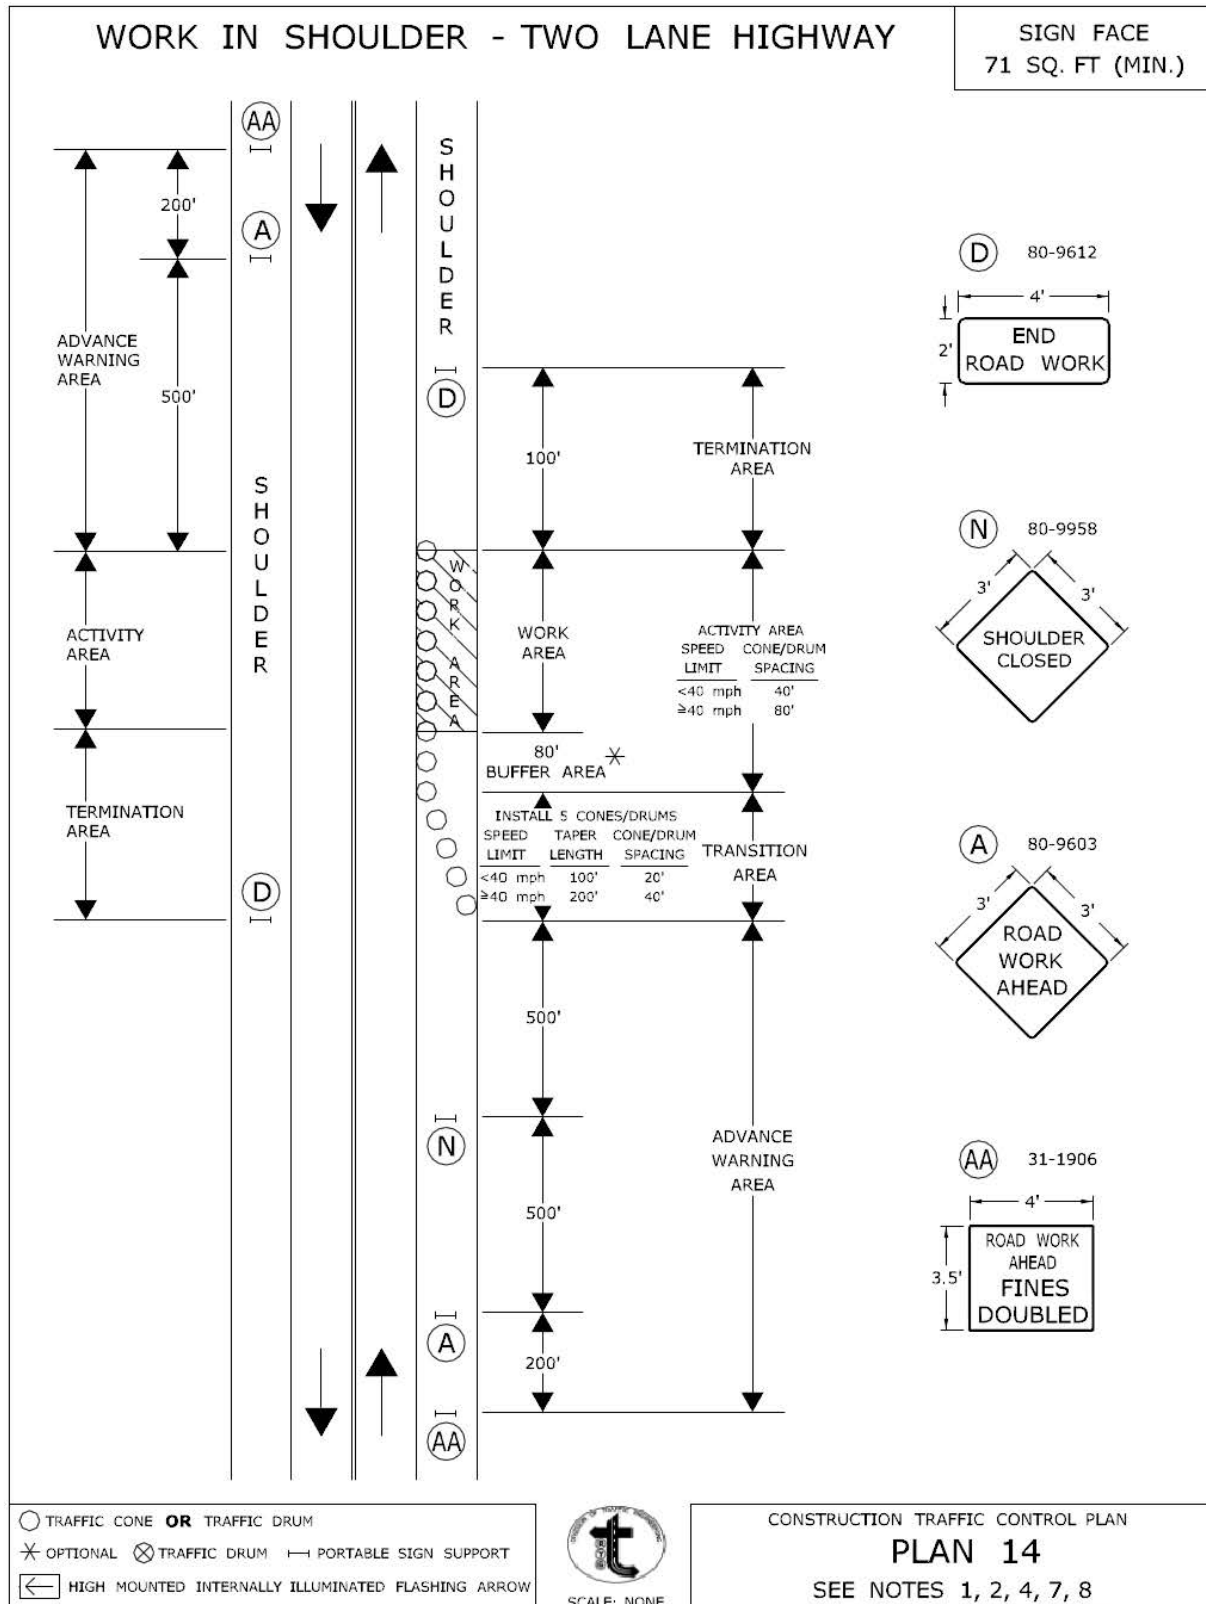 WORK IN SHOULDER - TWO LANE HIGHWAY
SIGN FACE
71 SQ. FT (MIN.)
AA
200'
A
500'
ADVANCE
WARNING
AREA
SHOULDER
ACTIVITY
AREA
TERMINATION
AREA
D
SHOULDER
D
100'
TERMINATION
AREA
WORK AREA
WORK
AREA
ACTIVITY AREA
SPEED CONE/DRUM
LIMIT SPACING
<40 mph 40'
≥40 mph 80'
80'
BUFFER AREA *
INSTALL 5 CONES/DRUMS
SPEED TAPER CONE/DRUM
LIMIT LENGTH SPACING
<40 mph 100' 20'
≥40 mph 200' 40'
TRANSITION
AREA
500'
N
500'
ADVANCE
WARNING
AREA
A
200'
AA
D 80-9612
4'
2'
END
ROAD WORK
N 80-9958
3' 3'
SHOULDER
CLOSED
A 80-9603
3' 3'
ROAD
WORK
AHEAD
AA 31-1906
4'
3.5'
ROAD WORK
AHEAD
FINES
DOUBLED
TRAFFIC CONE OR TRAFFIC DRUM
* OPTIONAL TRAFFIC DRUM PORTABLE SIGN SUPPORT
HIGH MOUNTED INTERNALLY ILLUMINATED FLASHING ARROW
SCALE: NONE
CONSTRUCTION TRAFFIC CONTROL PLAN
PLAN 14
SEE NOTES 1, 2, 4, 7, 8